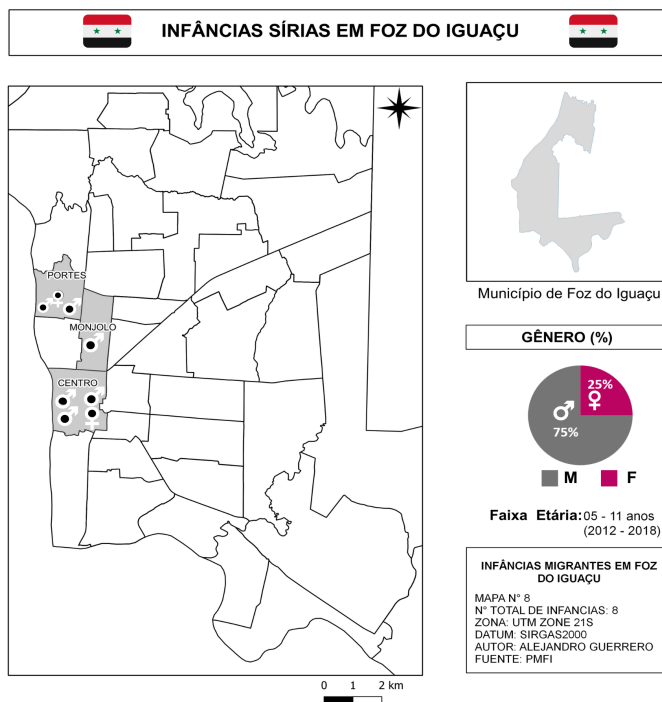 INFÂNCIAS SÍRIAS EM FOZ DO IGUAÇU
PORTES
MONJOLO
CENTRO
0 1 2 km
Município de Foz do Iguaçu
GÊNERO (%)
25%
75%
M F
Faixa Etária: 05 - 11 anos
(2012 - 2018)
INFÂNCIAS MIGRANTES EM FOZ
DO IGUAÇU
MAPA N° 8
N° TOTAL DE INFANCIAS: 8
ZONA: UTM ZONE 21S
DATUM: SIRGAS2000
AUTOR: ALEJANDRO GUERRERO
FUENTE: PMFI